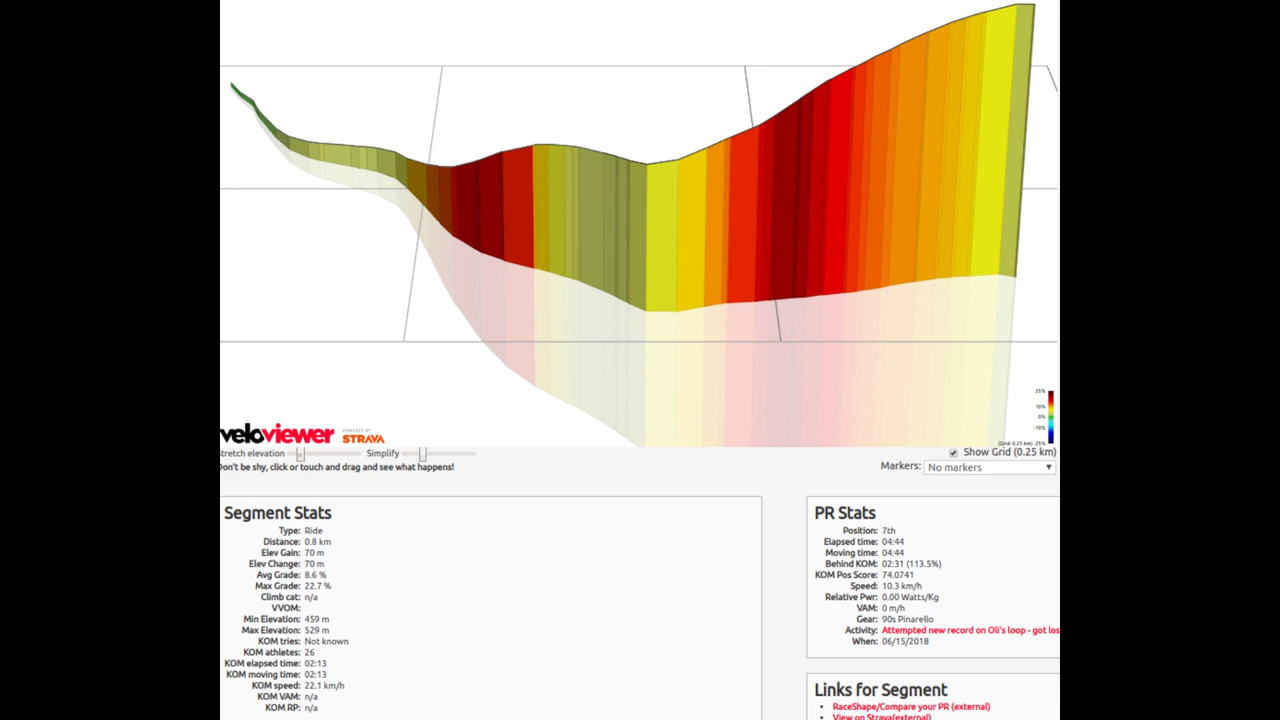 25%
10%
0%
-10%
(Grid: 0.25 km) -25%
veloviewer POWERED BY STRAVA
Stretch elevation Simplify Show Grid (0.25 km)
Don't be shy, click or touch and drag and see what happens!
Markers: No markers
Segment Stats
Type: Ride
Distance: 0.8 km
Elev Gain: 70 m
Elev Change: 70 m
Avg Grade: 8.6 %
Max Grade: 22.7 %
Climb cat: n/a
VVOM:
Min Elevation: 459 m
Max Elevation: 529 m
KOM tries: Not known
KOM athletes: 26
KOM elapsed time: 02:13
KOM moving time: 02:13
KOM speed: 22.1 km/h
KOM VAM: n/a
KOM RP: n/a
PR Stats
Position: 7th
Elapsed time: 04:44
Moving time: 04:44
Behind KOM: 02:31 (113.5%)
KOM Pos Score: 74.0741
Speed: 10.3 km/h
Relative Pwr: 0.00 Watts/Kg
VAM: 0 m/h
Gear: 90s Pinarello
Activity: Attempted new record on Oli's loop - got los
When: 06/15/2018
Links for Segment
RaceShape/Compare your PR (external)
View on Strava(external)